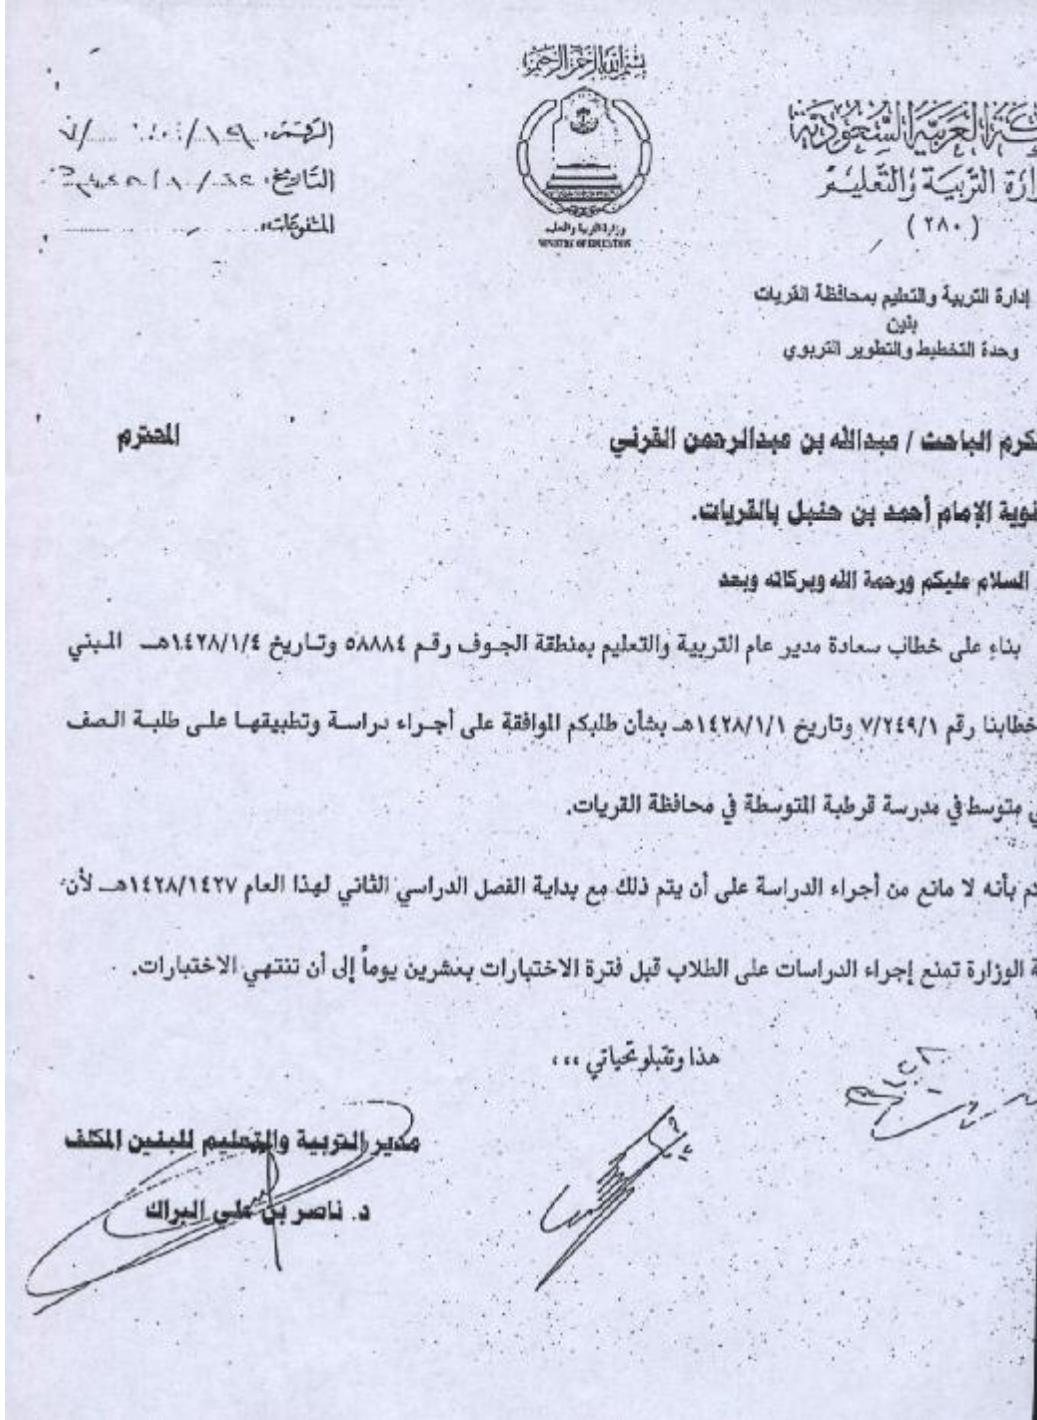 بسم الله الرحمن الرحيم
العربية السعودية
التربية والتعليم
(٢٨٠)
الرقم:
التاريخ:
المشفوعات:
وزارة التربية والتعليم
MINISTRY OF EDUCATION
إدارة التربية والتعليم بمحافظة القريات
بنين
وحدة التخطيط والتطوير التربوي
الباحث / عبدالله بن عبدالرحمن القرني المحترم
الإمام أحمد بن حنبل بالقريات.
السلام عليكم ورحمة الله وبركاته وبعد
بناء على خطاب سعادة مدير عام التربية والتعليم بمنطقة الجوف رقم ٥٨٨٨٤ وتاريخ ١٤٢٨/١/٤هـ المبني
خطابنا رقم ٧/٢٤٩/١ وتاريخ ١٤٢٨/١/١هـ بشأن طلبكم الموافقة على أجراء دراسة وتطبيقها على طلبة الصف
متوسط في مدرسة قرطبة المتوسطة في محافظة القريات.
بأنه لا مانع من أجراء الدراسة على أن يتم ذلك مع بداية الفصل الدراسي الثاني لهذا العام ١٤٢٨/١٤٢٧هـ لأن
الوزارة تمنع إجراء الدراسات على الطلاب قبل فترة الاختبارات بعشرين يوماً إلى أن تنتهي الاختبارات.
هذا وتقبلو تحياتي ،،،
مدير التربية والتعليم للبنين المكلف
د. ناصر بن علي البراك